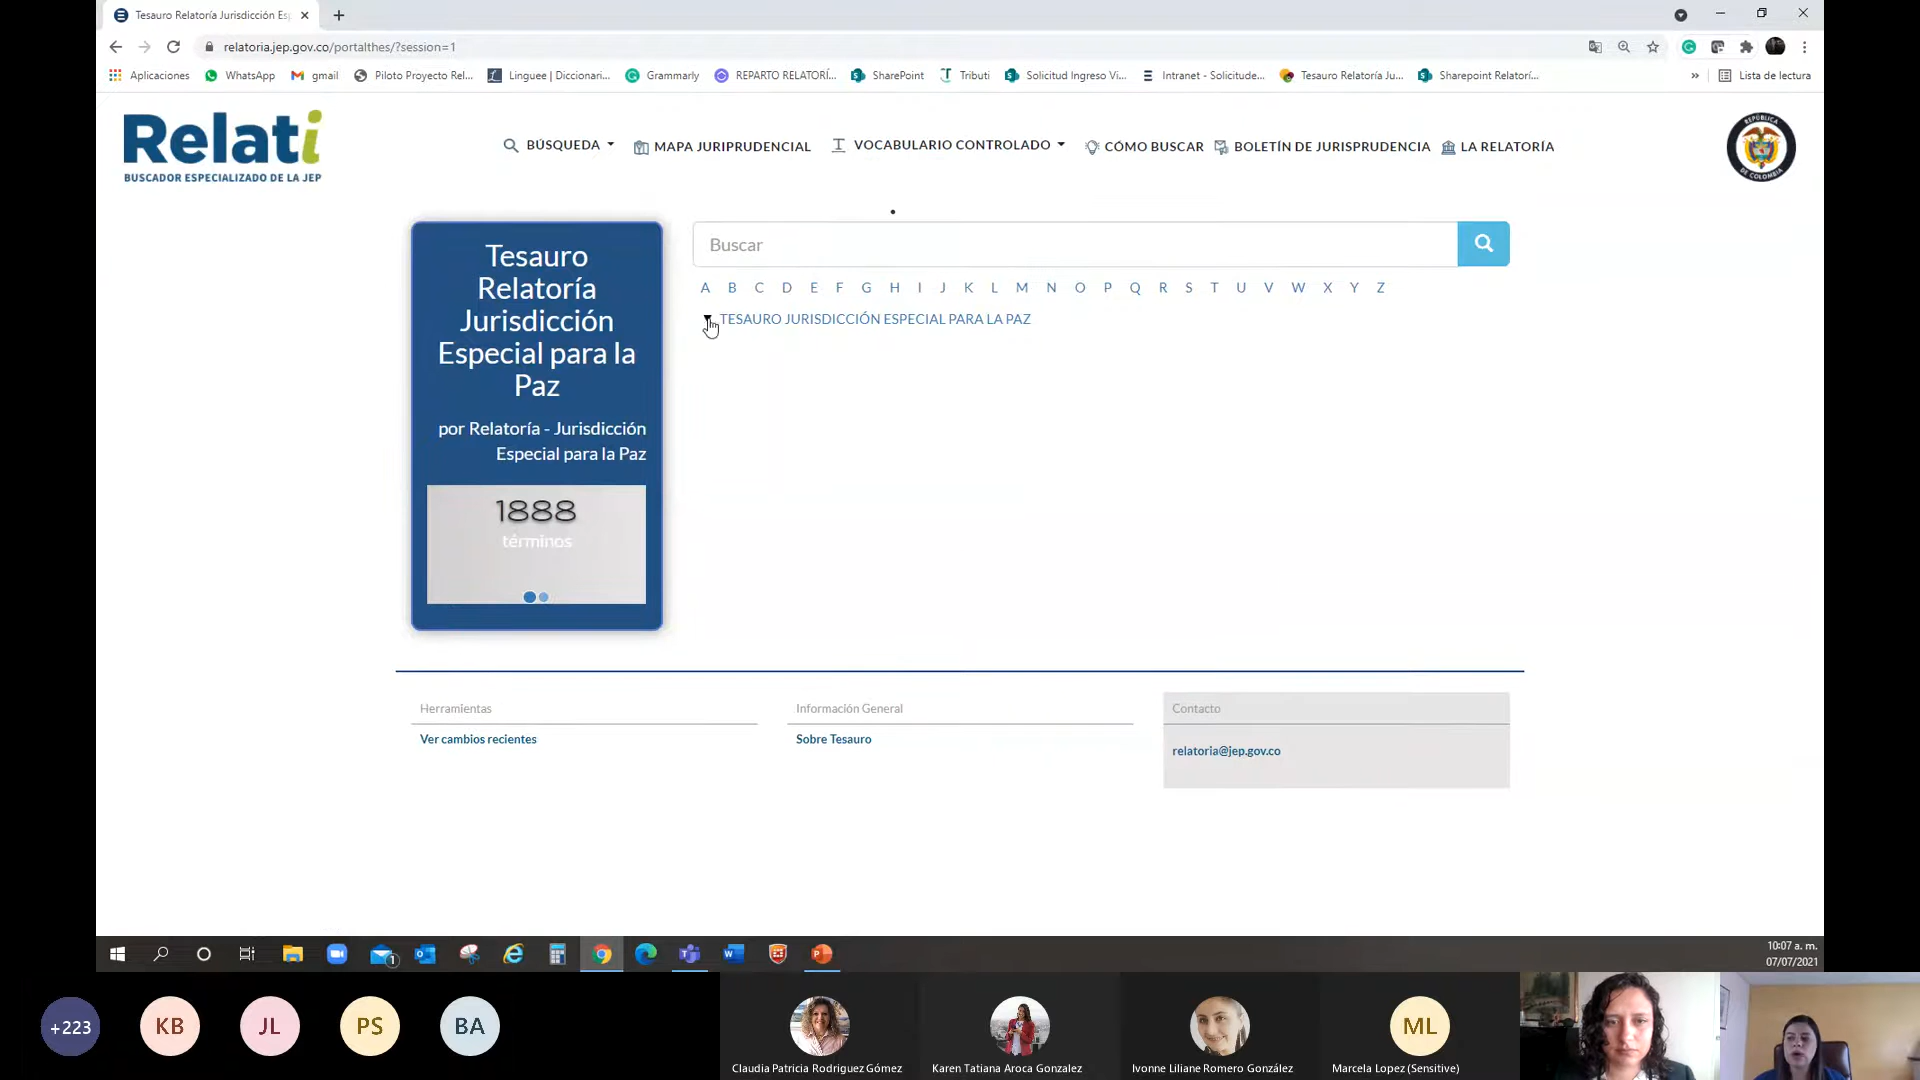 Tesauro Relatoría Jurisdicción Es
relatoria.jep.gov.co/portalthes/?session=1
Aplicaciones
WhatsApp
gmail
Piloto Proyecto Rel...
Linguee | Diccionari...
Grammarly
REPARTO RELATORÍ...
SharePoint
Tributi
Solicitud Ingreso Vi...
Intranet - Solicitude...
Tesauro Relatoría Ju...
Sharepoint Relatorí...
»
Lista de lectura
Relati
BUSCADOR ESPECIALIZADO DE LA JEP
BÚSQUEDA
MAPA JURIPRUDENCIAL
VOCABULARIO CONTROLADO
CÓMO BUSCAR
BOLETÍN DE JURISPRUDENCIA
LA RELATORÍA
REPÚBLICA
DE COLOMBIA
Tesauro
Relatoría
Jurisdicción
Especial para la
Paz
por Relatoría - Jurisdicción
Especial para la Paz
1888
términos
Buscar
A B C D E F G H I J K L M N O P Q R S T U V W X Y Z
TESAURO JURISDICCIÓN ESPECIAL PARA LA PAZ
Herramientas
Ver cambios recientes
Información General
Sobre Tesauro
Contacto
relatoria@jep.gov.co
1
10:07 a. m.
07/07/2021
+223
KB
JL
PS
BA
ML
Claudia Patricia Rodriguez Gómez
Karen Tatiana Aroca Gonzalez
Ivonne Liliane Romero González
Marcela Lopez (Sensitive)